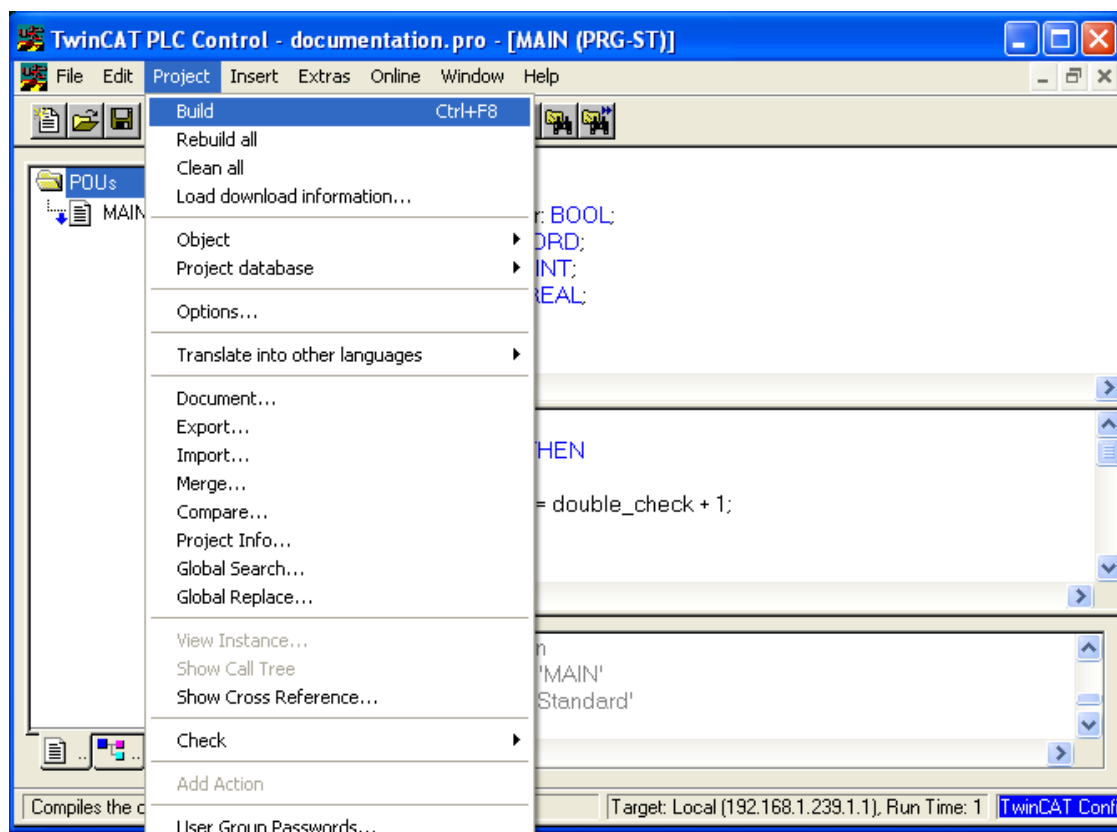 TwinCAT PLC Control - documentation.pro - [MAIN (PRG-ST)]
File Edit Project Insert Extras Online Window Help
Build Ctrl+F8
Rebuild all
Clean all
Load download information...
Object
Project database
Options...
Translate into other languages
Document...
Export...
Import...
Merge...
Compare...
Project Info...
Global Search...
Global Replace...
View Instance...
Show Call Tree
Show Cross Reference...
Check
Add Action
User Group Passwords...
POUs
MAIN
r: BOOL;
ORD;
INT;
REAL;
HEN
= double_check + 1;
n
'MAIN'
Standard'
..
..
Compiles the c
Target: Local (192.168.1.239.1.1), Run Time: 1
TwinCAT Confi